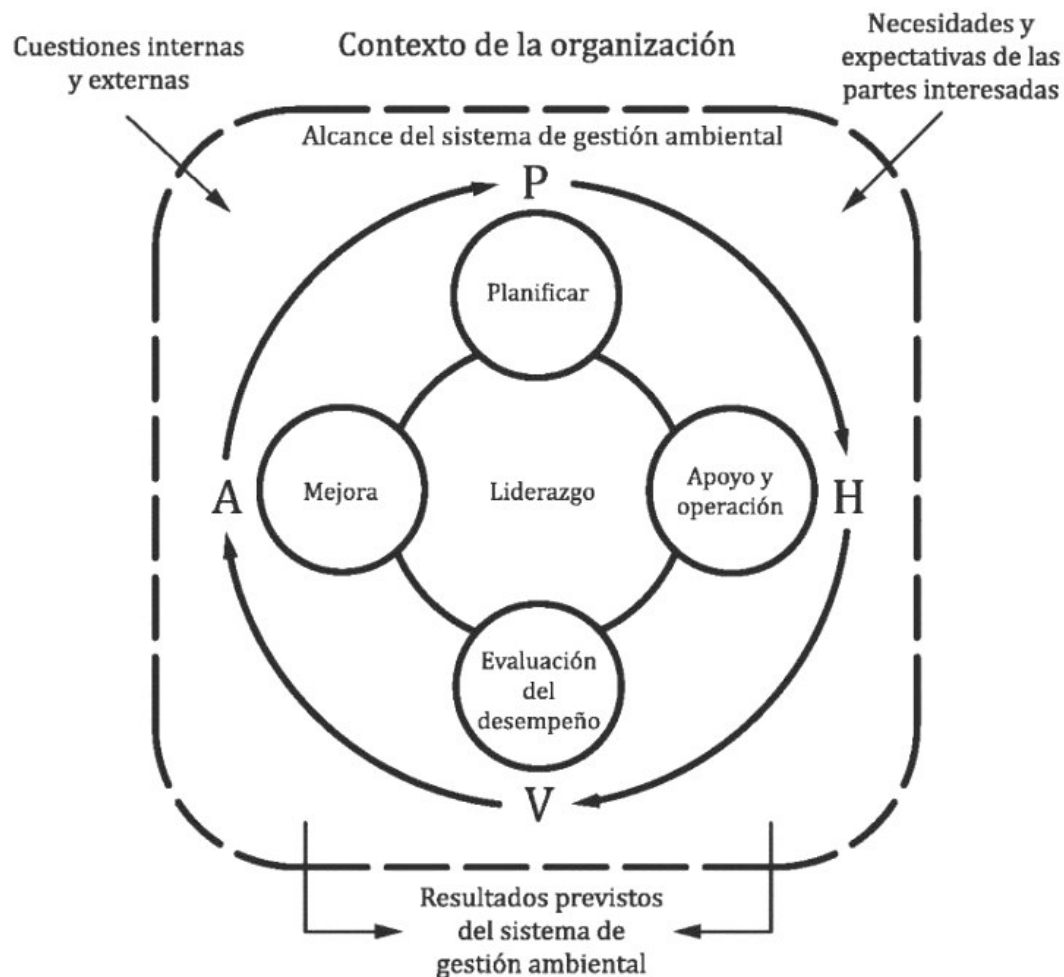 Cuestiones internas
y externas
Contexto de la organización
Necesidades y
expectativas de las
partes interesadas
Alcance del sistema de gestión ambiental
P
Planificar
A
Mejora
Liderazgo
Apoyo y
operación
H
Evaluación
del
desempeño
V
Resultados previstos
del sistema de
gestión ambiental